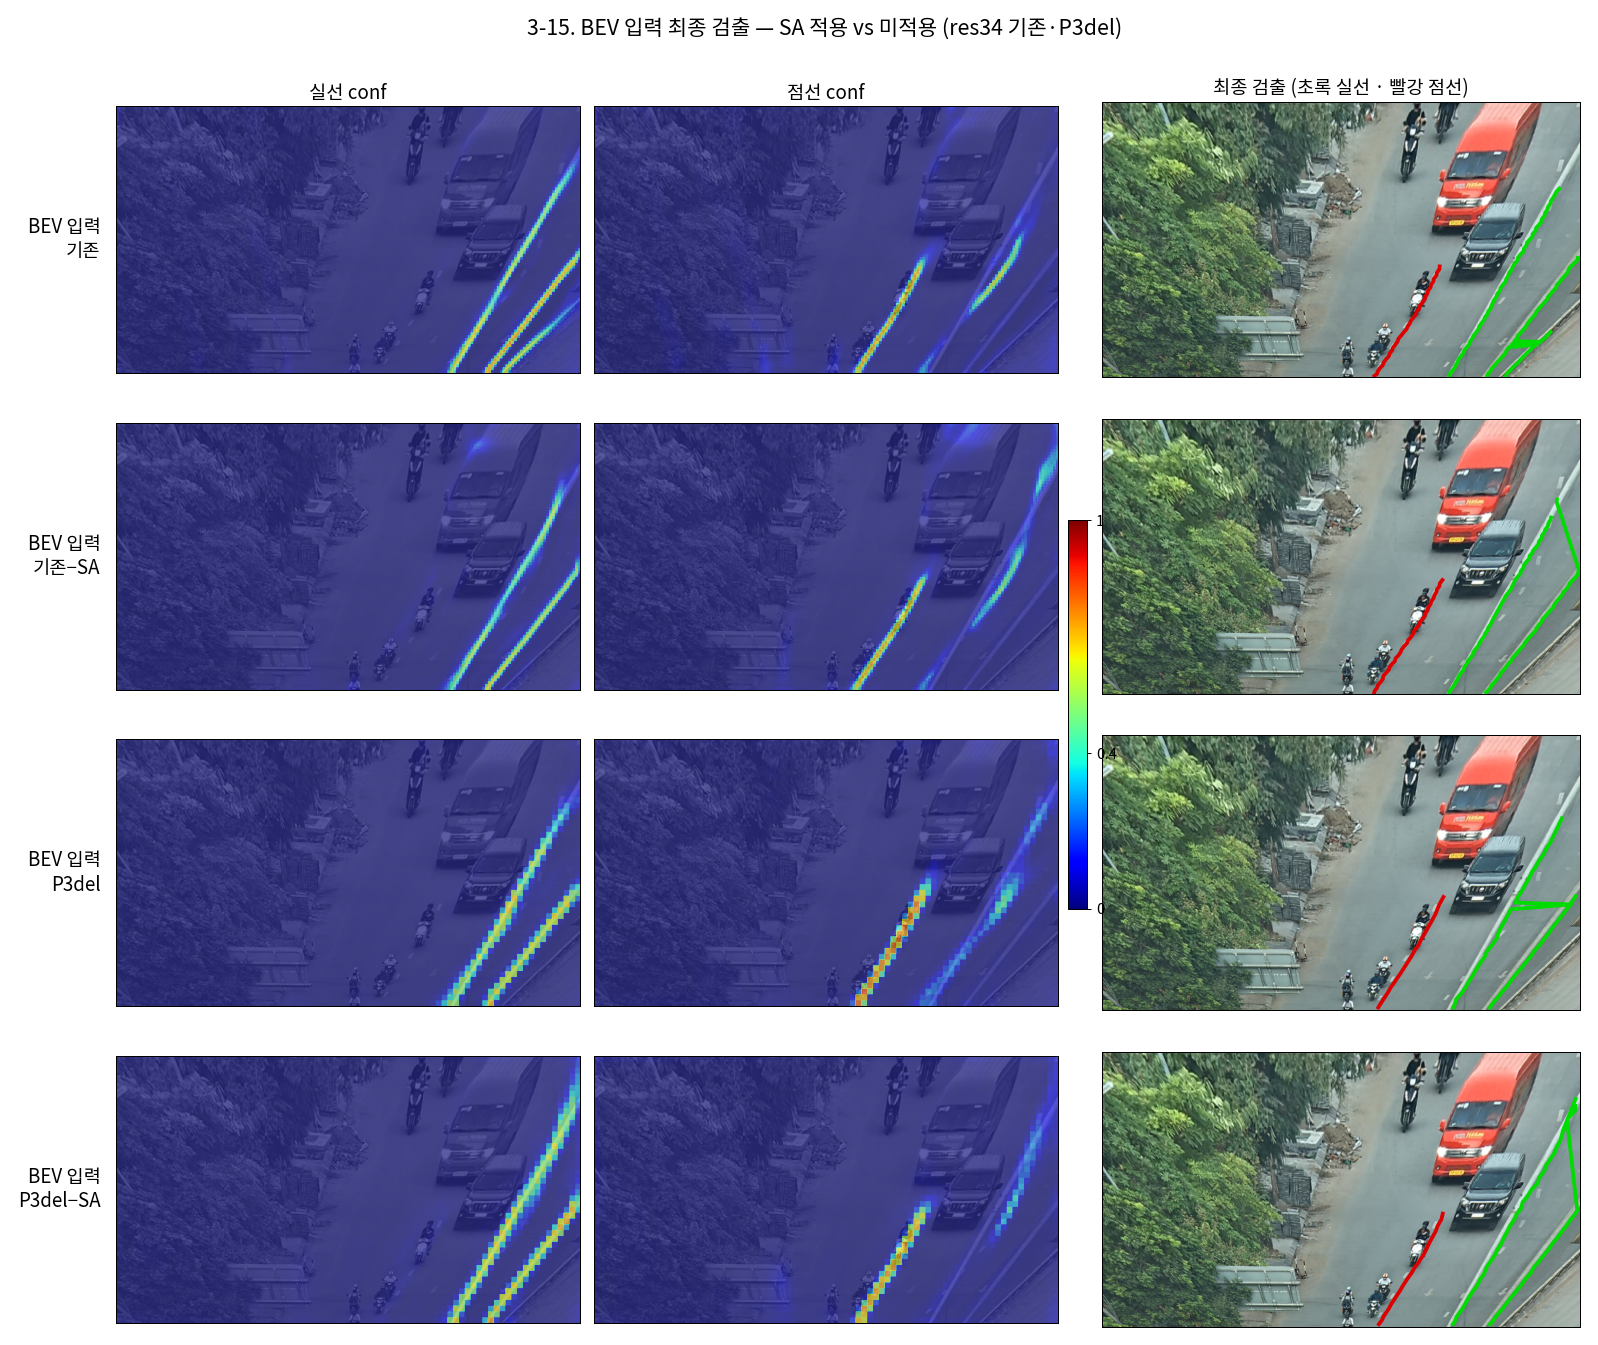 3-15. BEV 입력 최종 검출 — SA 적용 vs 미적용 (res34 기존·P3del)
실선 conf
점선 conf
최종 검출 (초록 실선 · 빨강 점선)
BEV 입력
기존
BEV 입력
기존−SA
1
0.4
0
BEV 입력
P3del
BEV 입력
P3del−SA